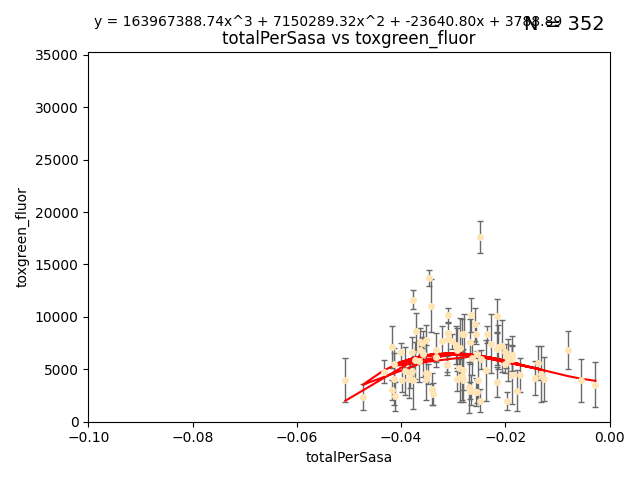 y = 163967388.74x^3 + 7150289.32x^2 + -23640.80x + 3788.89
N = 352
totalPerSasa vs toxgreen_fluor
35000
30000
25000
20000
15000
10000
5000
0
toxgreen_fluor
−0.10 −0.08 −0.06 −0.04 −0.02 0.00
totalPerSasa